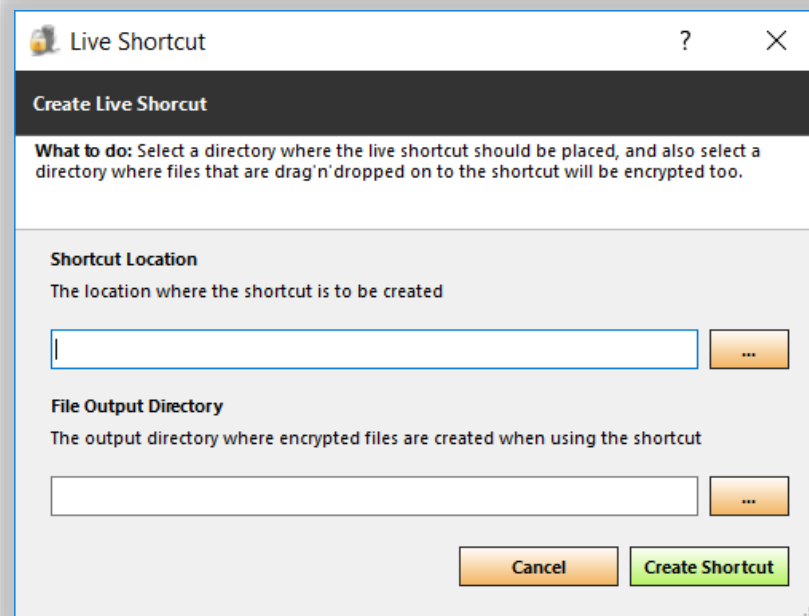 Live Shortcut
?
Create Live Shorcut
What to do: Select a directory where the live shortcut should be placed, and also select a
directory where files that are drag'n'dropped on to the shortcut will be encrypted too.
Shortcut Location
The location where the shortcut is to be created
...
File Output Directory
The output directory where encrypted files are created when using the shortcut
...
Cancel
Create Shortcut